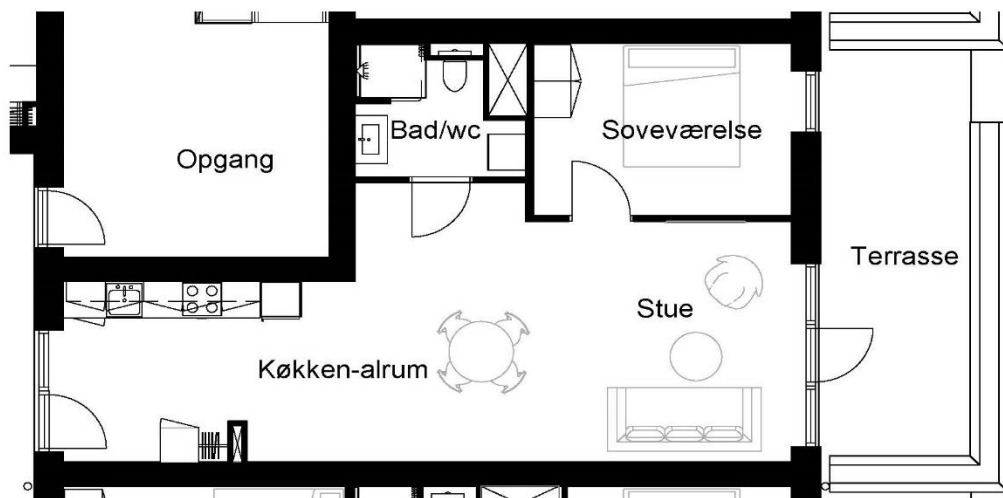 Bad/wc
Soveværelse
Opgang
Terrasse
Stue
Køkken-alrum